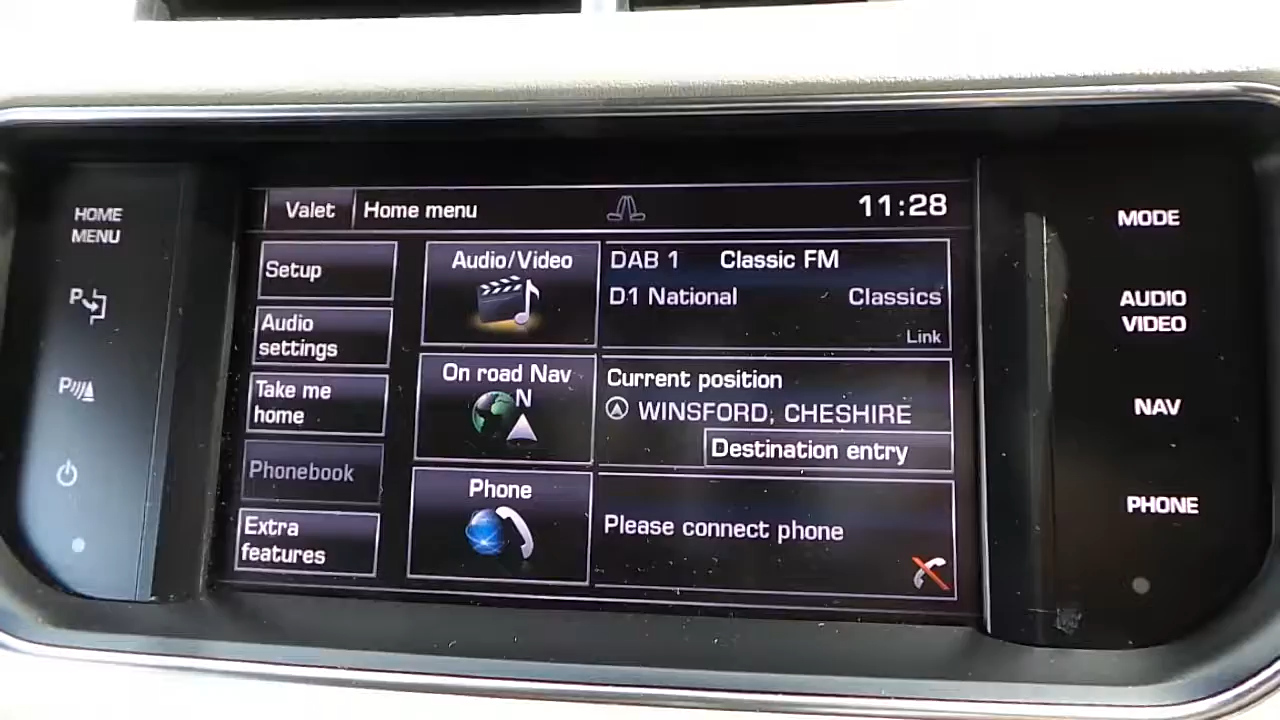 HOME
MENU
P
P
Valet
Home menu
11:28
Setup
Audio
settings
Take me
home
Phonebook
Extra
features
Audio/Video
DAB 1 Classic FM
D1 National Classics
Link
On road Nav
N
Current position
WINSFORD, CHESHIRE
Destination entry
Phone
Please connect phone
MODE
AUDIO
VIDEO
NAV
PHONE